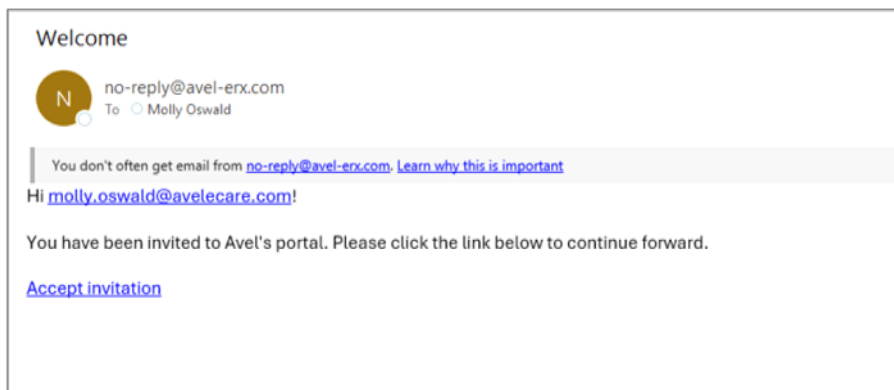 Welcome
N
no-reply@avel-erx.com
To Molly Oswald
You don't often get email from no-reply@avel-erx.com. Learn why this is important
Hi molly.oswald@avelecare.com!
You have been invited to Avel's portal. Please click the link below to continue forward.
Accept invitation